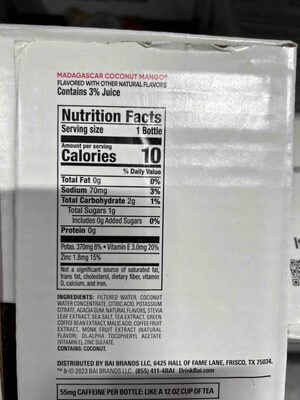 MADAGASCAR COCONUT MANGO®
FLAVORED WITH OTHER NATURAL FLAVORS
Contains 3% Juice
Nutrition Facts
Serving size 1 Bottle
Amount per serving
Calories 10
% Daily Value
Total Fat 0g 0%
Sodium 70mg 3%
Total Carbohydrate 2g 1%
Total Sugars 1g
Includes 0g Added Sugars 0%
Protein 0g
Potas. 370mg 8% • Vitamin E 3.0mg 20%
Zinc 1.8mg 15%
Not a significant source of saturated fat,
trans fat, cholesterol, dietary fiber, vitamin
D, calcium, and iron.
INGREDIENTS: FILTERED WATER, COCONUT
WATER CONCENTRATE, CITRIC ACID, POTASSIUM
CITRATE, ACACIA GUM, NATURAL FLAVORS, STEVIA
LEAF EXTRACT, SEA SALT, TEA EXTRACT, GREEN
COFFEE BEAN EXTRACT, MALIC ACID, COFFEE FRUIT
EXTRACT, MONK FRUIT EXTRACT (NATURAL
FLAVOR), DL-ALPHA TOCOPHERYL ACETATE
(VITAMIN E), ZINC SULFATE.
CONTAINS: COCONUT.
DISTRIBUTED BY BAI BRANDS LLC. 6425 HALL OF FAME LANE, FRISCO, TX 75034.
™ & © 2023 BAI BRANDS LLC. (855) 411-4BAI DrinkBai.com
55mg CAFFEINE PER BOTTLE: LIKE A 12 OZ CUP OF TEA